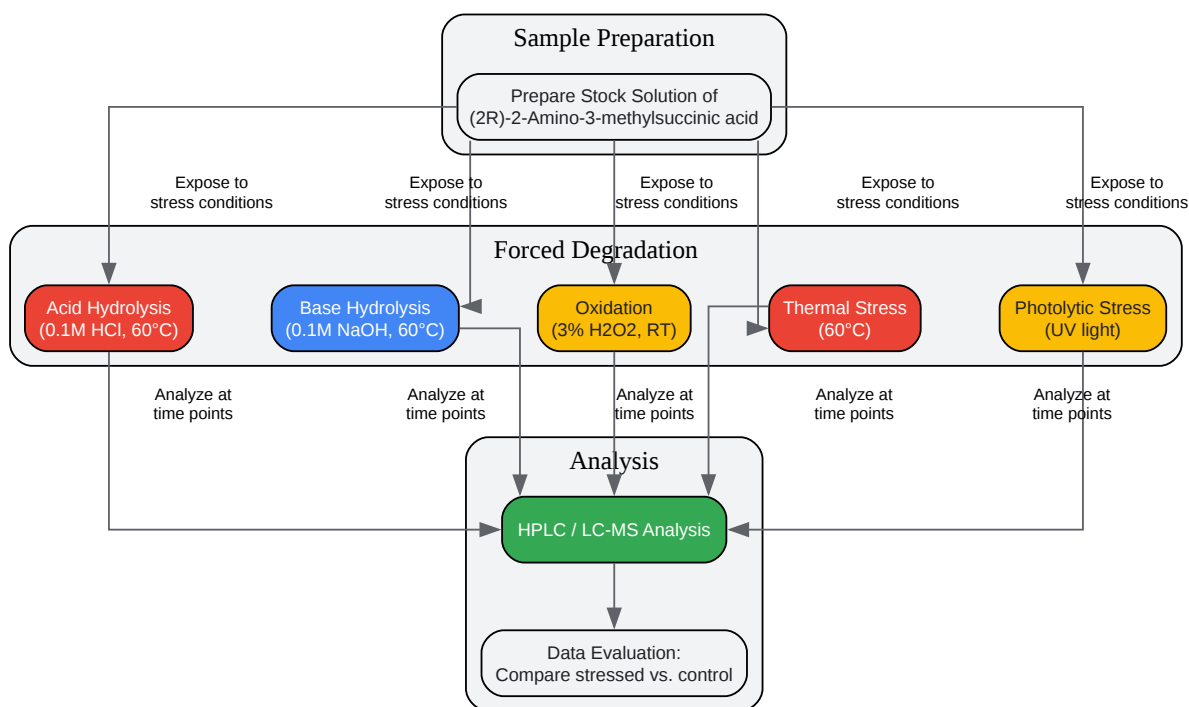 Sample Preparation
Prepare Stock Solution of
(2R)-2-Amino-3-methylsuccinic acid
Expose to
stress conditions
Expose to
stress conditions
Expose to
stress conditions
Expose to
stress conditions
Expose to
stress conditions
Forced Degradation
Acid Hydrolysis
(0.1M HCl, 60°C)
Base Hydrolysis
(0.1M NaOH, 60°C)
Oxidation
(3% H2O2, RT)
Thermal Stress
(60°C)
Photolytic Stress
(UV light)
Analyze at
time points
Analyze at
time points
Analyze at
time points
Analyze at
time points
Analyze at
time points
Analysis
HPLC / LC-MS Analysis
Data Evaluation:
Compare stressed vs. control